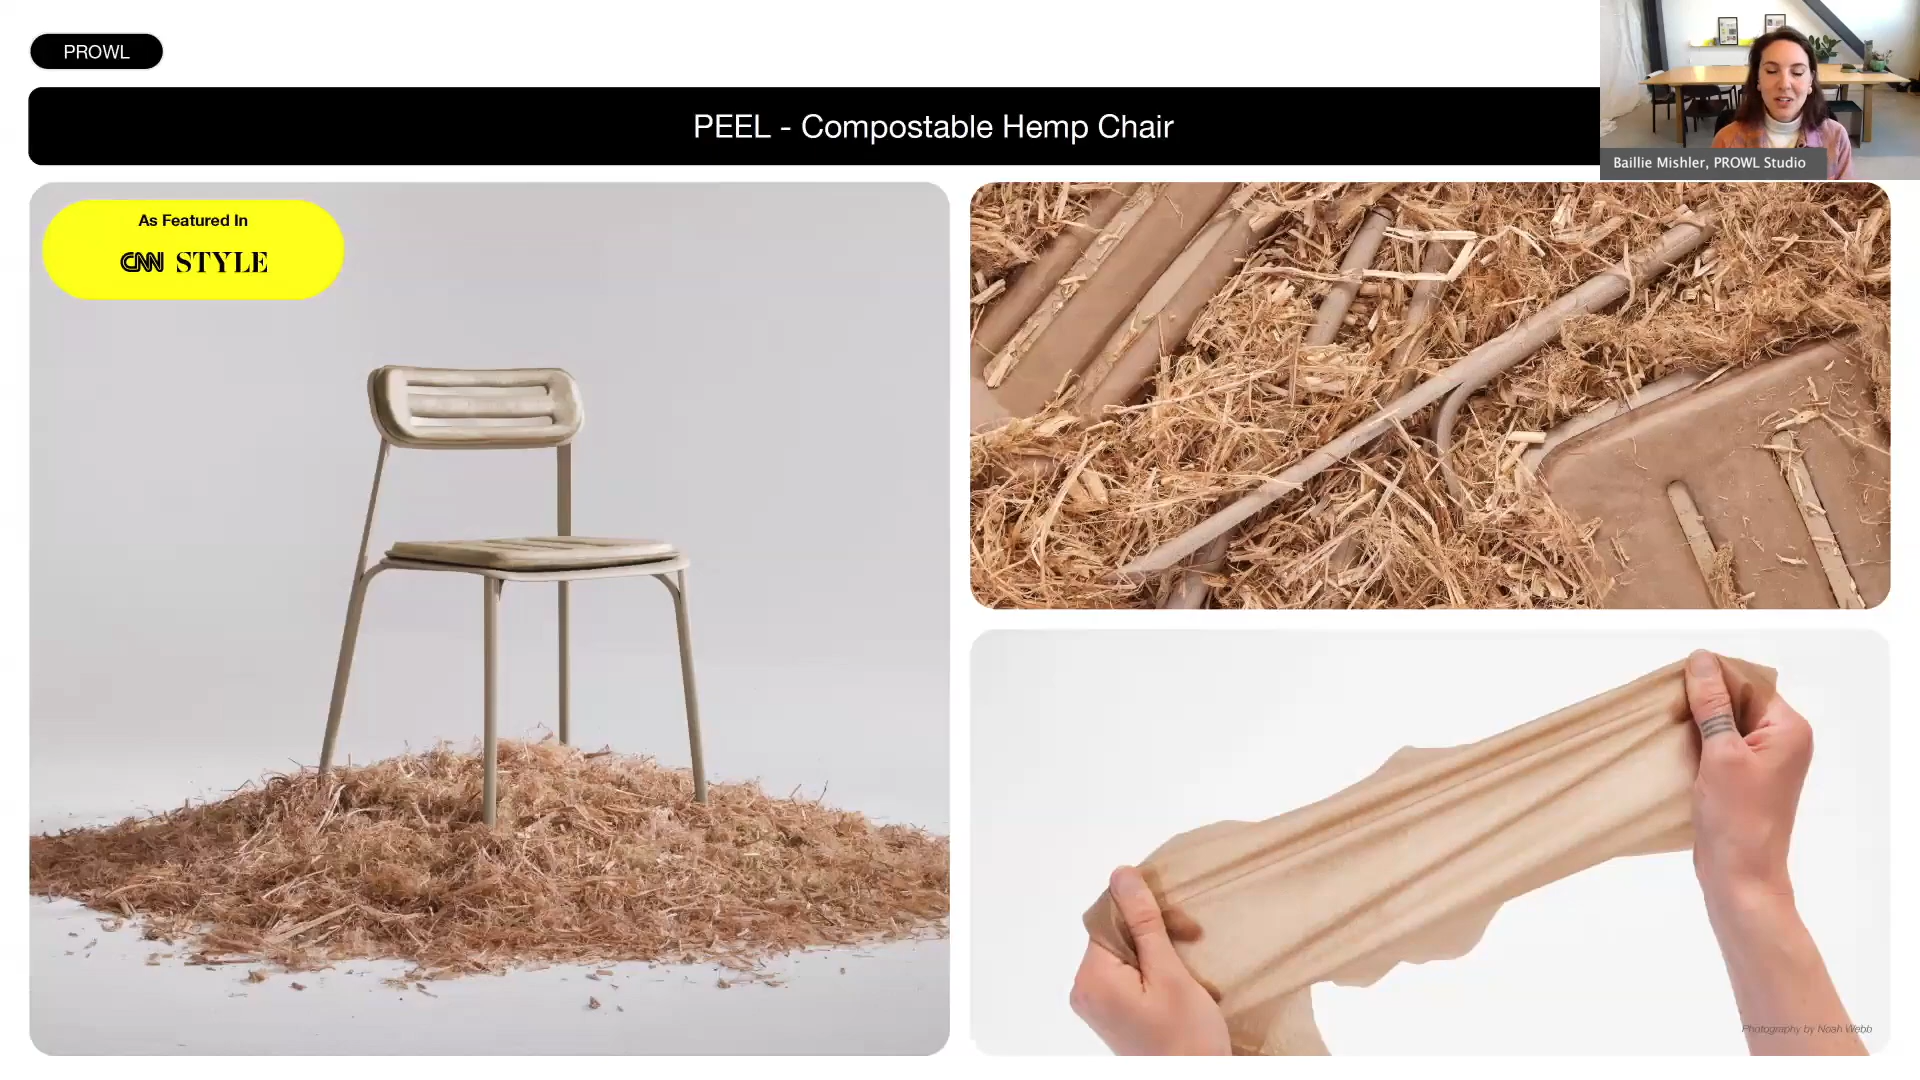 PROWL
PEEL - Compostable Hemp Chair
Baillie Mishler, PROWL Studio
As Featured In
CNN STYLE
Photography by Noah Webb